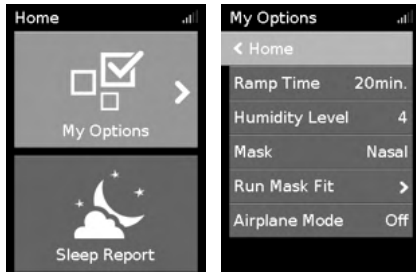 Home
My Options
Sleep Report
My Options
< Home
Ramp Time 20min.
Humidity Level 4
Mask Nasal
Run Mask Fit >
Airplane Mode Off